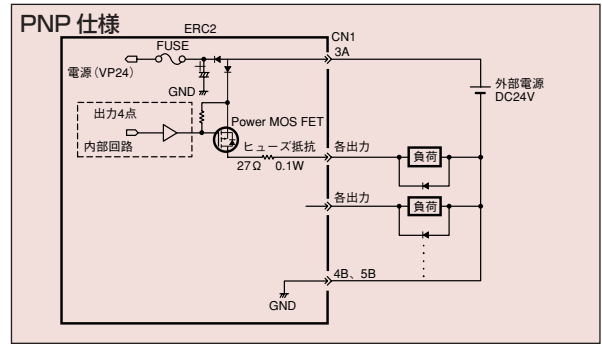 PNP 仕様
ERC2
CN1
FUSE
3A
電源(VP24)
GND
外部電源
DC24V
出力4点
内部回路
Power MOS FET
ヒューズ抵抗
27Ω 0.1W
各出力
負荷
各出力
負荷
4B、5B
GND